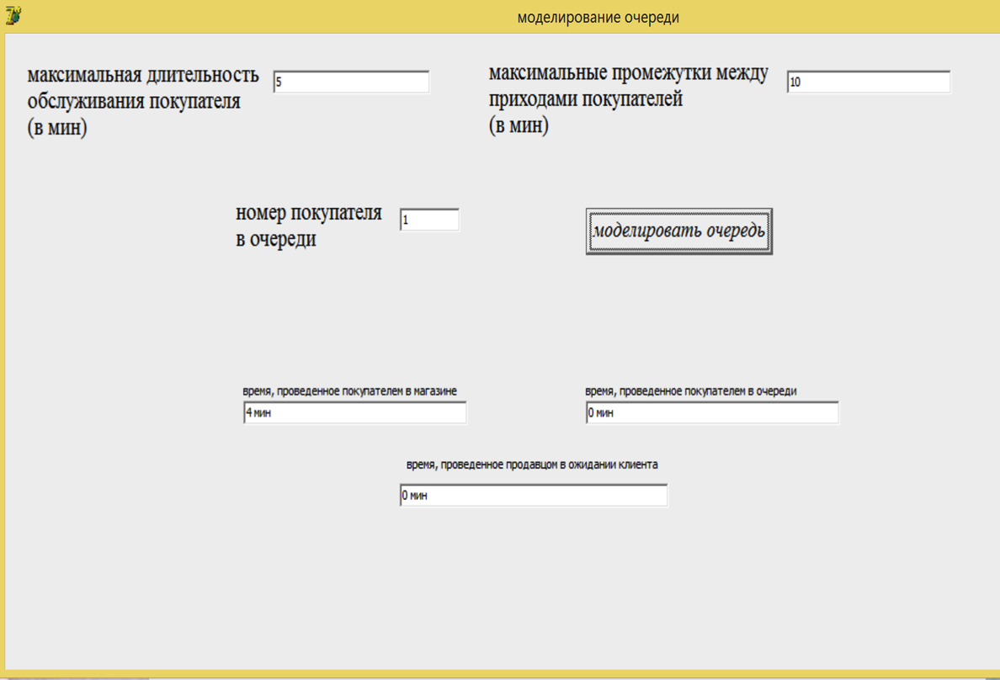 моделирование очереди
максимальная длительность
обслуживания покупателя
(в мин)
5
максимальные промежутки между
приходами покупателей
(в мин)
10
номер покупателя
в очереди
1
моделировать очередь
время, проведенное покупателем в магазине
4 мин
время, проведенное покупателем в очереди
0 мин
время, проведенное продавцом в ожидании клиента
0 мин